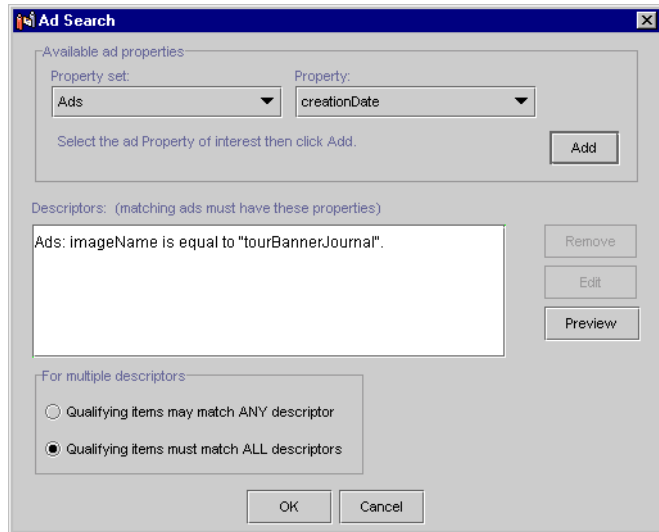 Ad Search
Available ad properties
Property set: Property:
Ads creationDate
Select the ad Property of interest then click Add.
Add
Descriptors: (matching ads must have these properties)
Ads: imageName is equal to "tourBannerJournal".
Remove
Edit
Preview
For multiple descriptors
Qualifying items may match ANY descriptor
Qualifying items must match ALL descriptors
OK Cancel